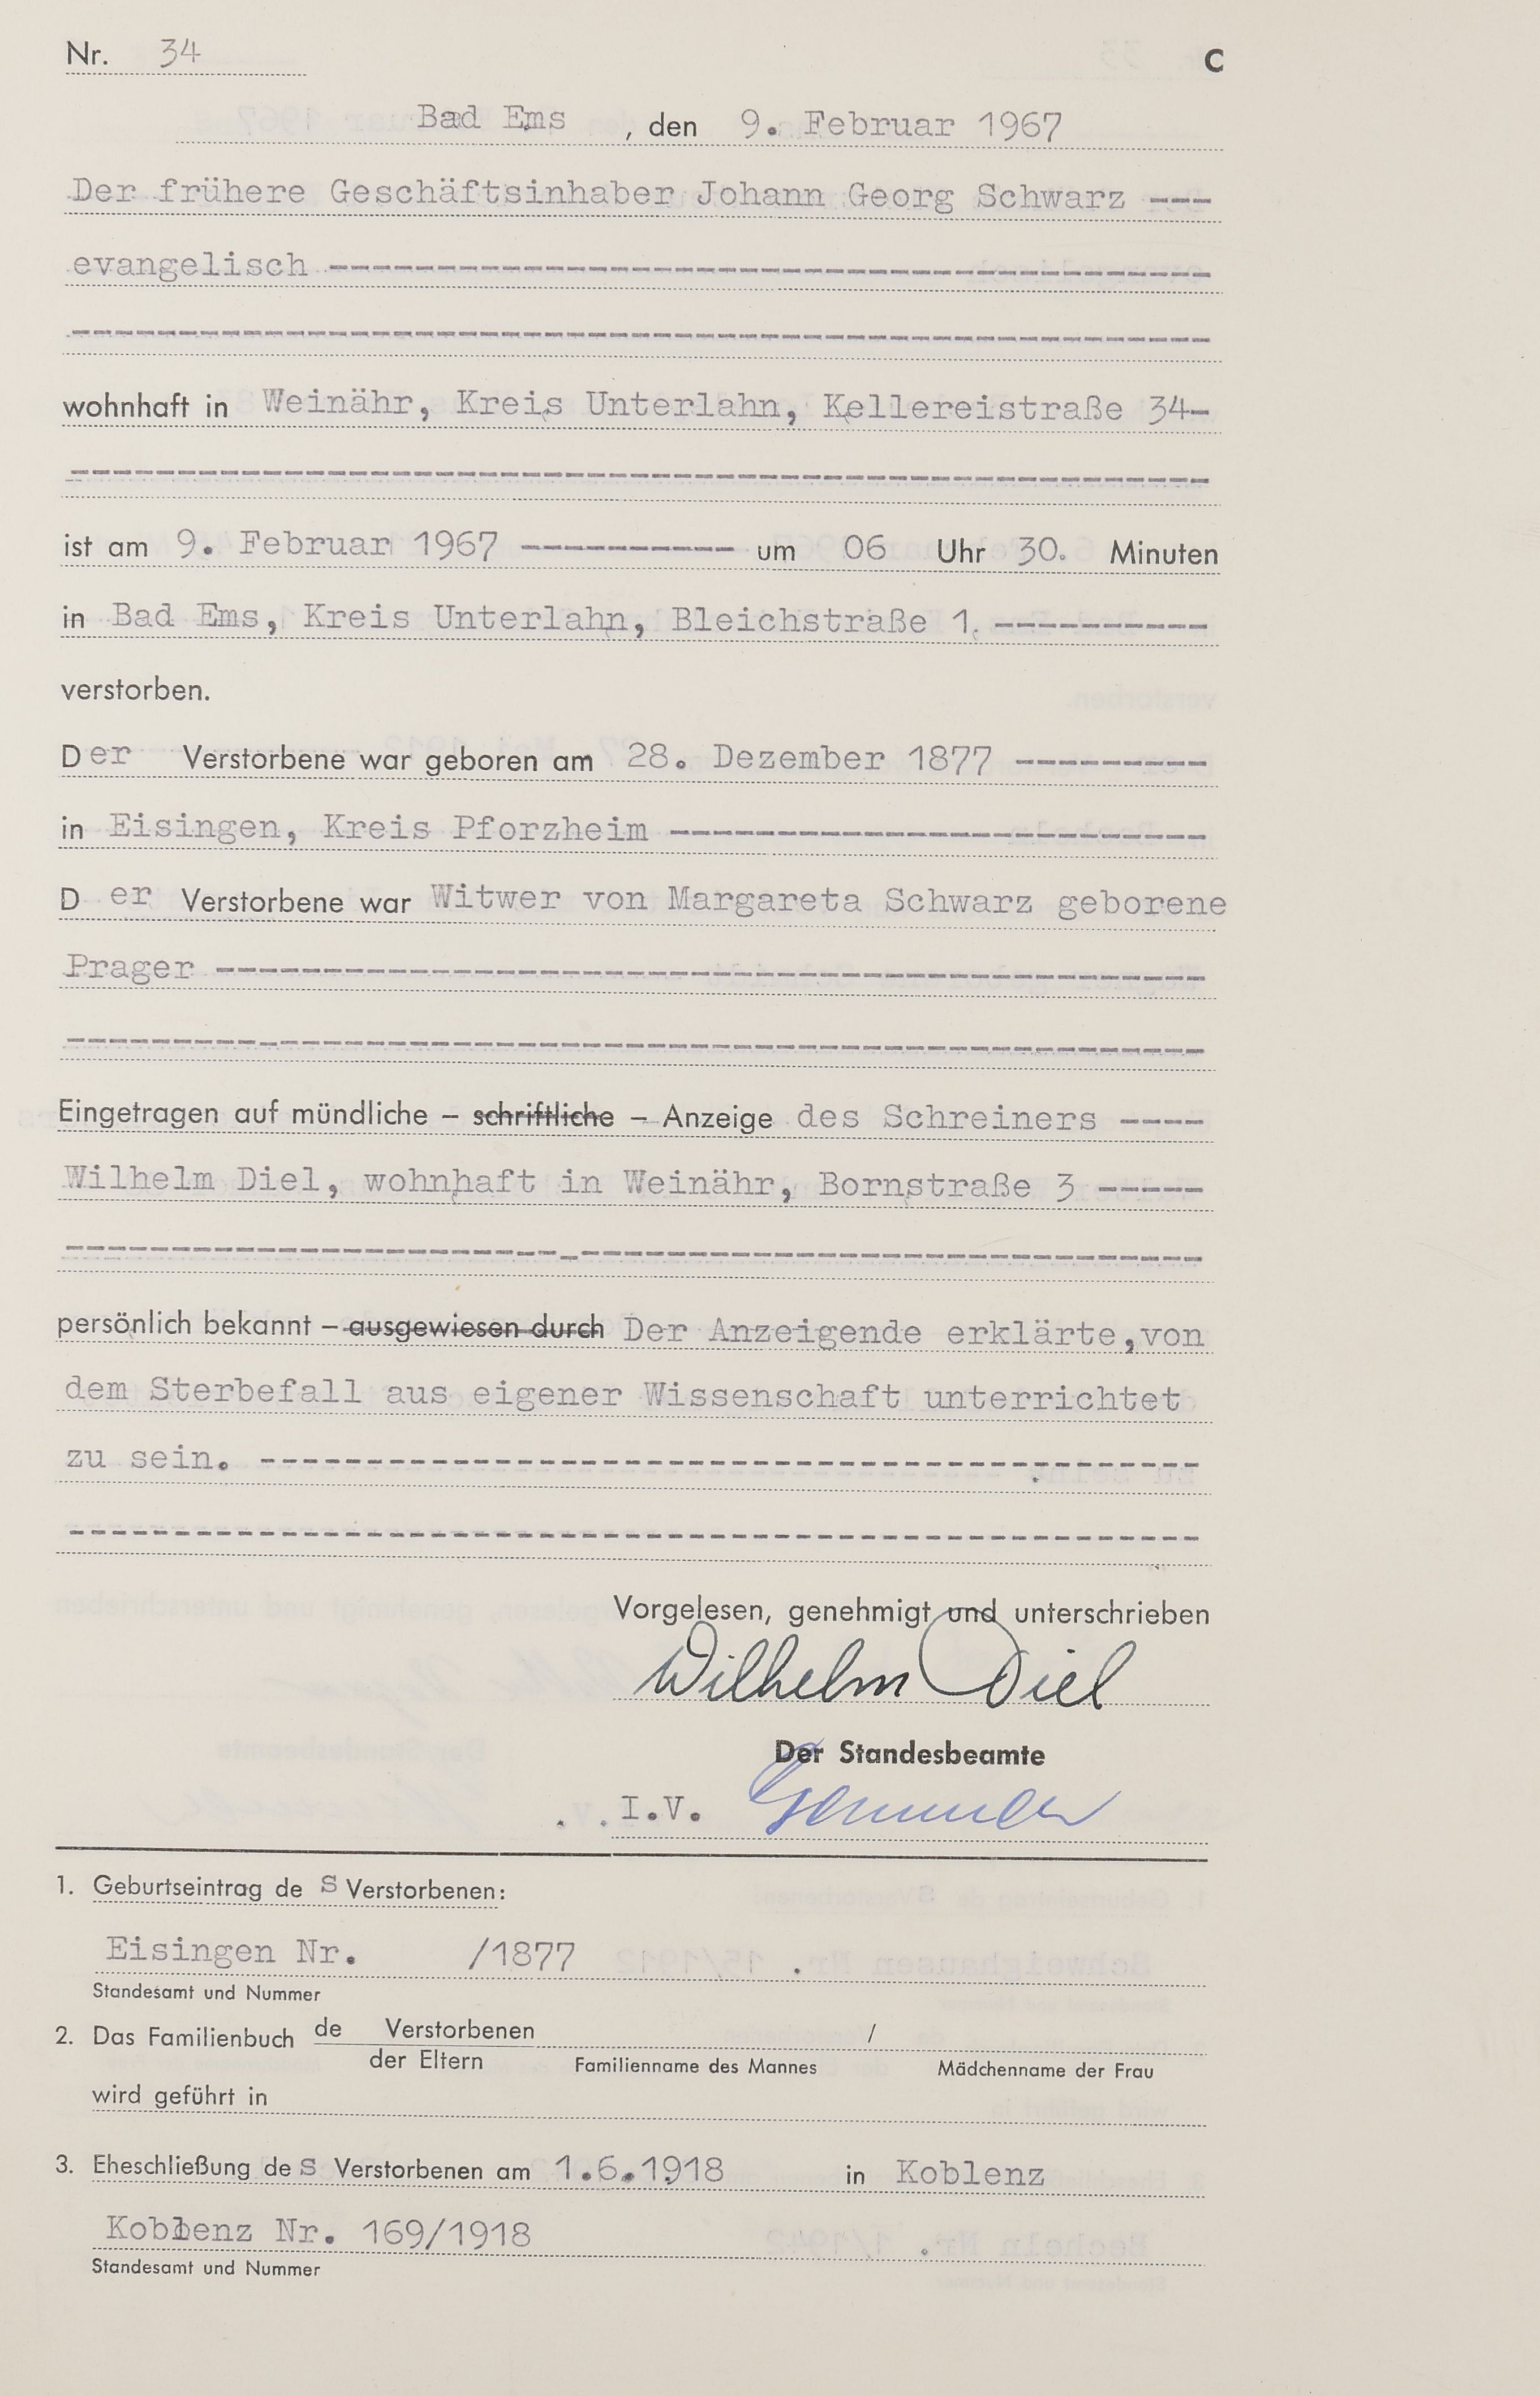 Nr. 34 C
Bad Ems , den 9. Februar 1967
Der frühere Geschäftsinhaber Johann Georg Schwarz ---
evangelisch
wohnhaft in Weinähr, Kreis Unterlahn, Kellereistraße 34-
ist am 9. Februar 1967 ---------- um 06 Uhr 30. Minuten
in Bad Ems, Kreis Unterlahn, Bleichstraße 1. ----------
verstorben.
Der Verstorbene war geboren am 28. Dezember 1877 ---------
in Eisingen, Kreis Pforzheim
Der Verstorbene war Witwer von Margareta Schwarz geborene
Prager
Eingetragen auf mündliche – schriftliche – Anzeige des Schreiners ----
Wilhelm Diel, wohnhaft in Weinähr, Bornstraße 3 -----
persönlich bekannt – ausgewiesen durch Der Anzeigende erklärte,von
dem Sterbefall aus eigener Wissenschaft unterrichtet
zu sein.
Vorgelesen, genehmigt und unterschrieben
Wilhelm Diel
Der Standesbeamte
I.V.
1. Geburtseintrag des Verstorbenen:
Eisingen Nr. /1877
Standesamt und Nummer
2. Das Familienbuch de Verstorbenen /
der Eltern Familienname des Mannes Mädchenname der Frau
wird geführt in
3. Eheschließung des Verstorbenen am 1.6.1918 in Koblenz
Koblenz Nr. 169/1918
Standesamt und Nummer